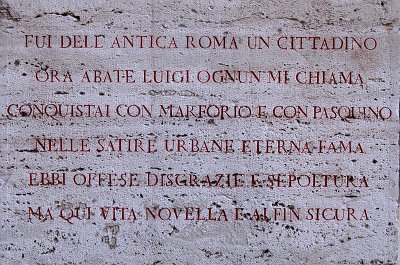 FUI DELL'ANTICA ROMA UN CITTADINO
ORA ABATE LUIGI OGNUN MI CHIAMA
CONQUISTAI CON MARFORIO E CON PASQUINO
NELLE SATIRE URBANE ETERNA FAMA
EBBI OFFESE DISGRAZIE E SEPOLTURA
MA QUI VITA NOVELLA E ALFIN SICURA